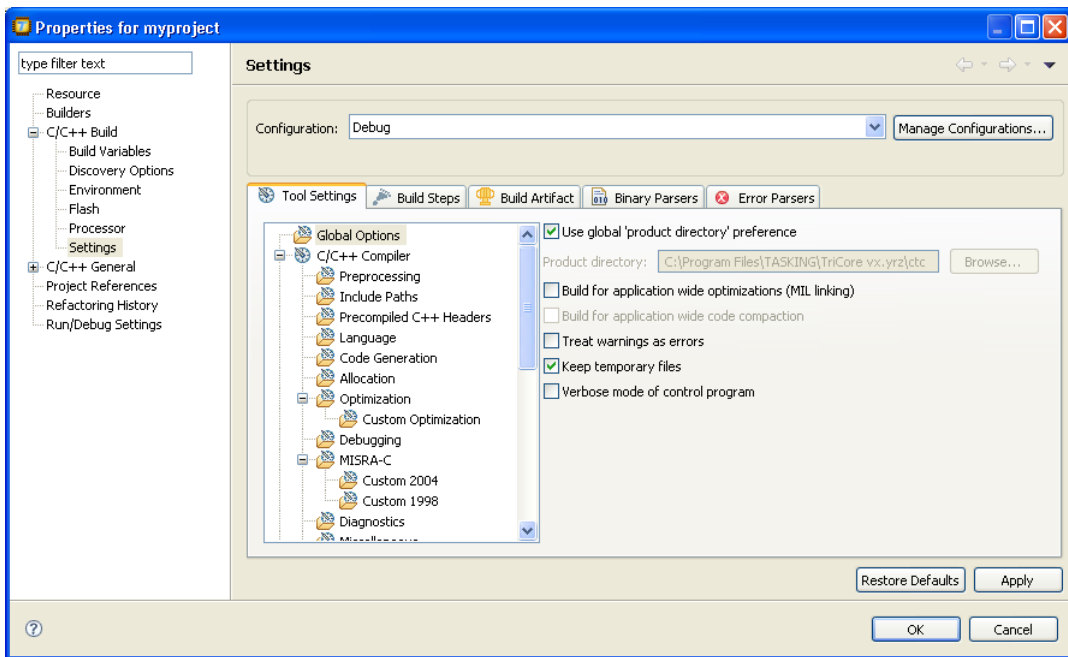 Properties for myproject
type filter text
Resource
Builders
C/C++ Build
Build Variables
Discovery Options
Environment
Flash
Processor
Settings
C/C++ General
Project References
Refactoring History
Run/Debug Settings
Settings
Configuration: Debug Manage Configurations...
Tool Settings Build Steps Build Artifact Binary Parsers Error Parsers
Global Options
C/C++ Compiler
Preprocessing
Include Paths
Precompiled C++ Headers
Language
Code Generation
Allocation
Optimization
Custom Optimization
Debugging
MISRA-C
Custom 2004
Custom 1998
Diagnostics
Use global 'product directory' preference
Product directory: C:\Program Files\TASKING\TriCore vx.yrz\ctc Browse...
Build for application wide optimizations (MIL linking)
Build for application wide code compaction
Treat warnings as errors
Keep temporary files
Verbose mode of control program
Restore Defaults Apply
OK Cancel